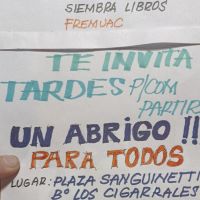 SIEMBRA LIBROS
FREMUAC
TE INVITA
TARDES P/COM
PARTIR
UN ABRIGO !!
PARA TODOS
LUGAR: PLAZA SANGUINETTI
Bº LOS CIGARRALES